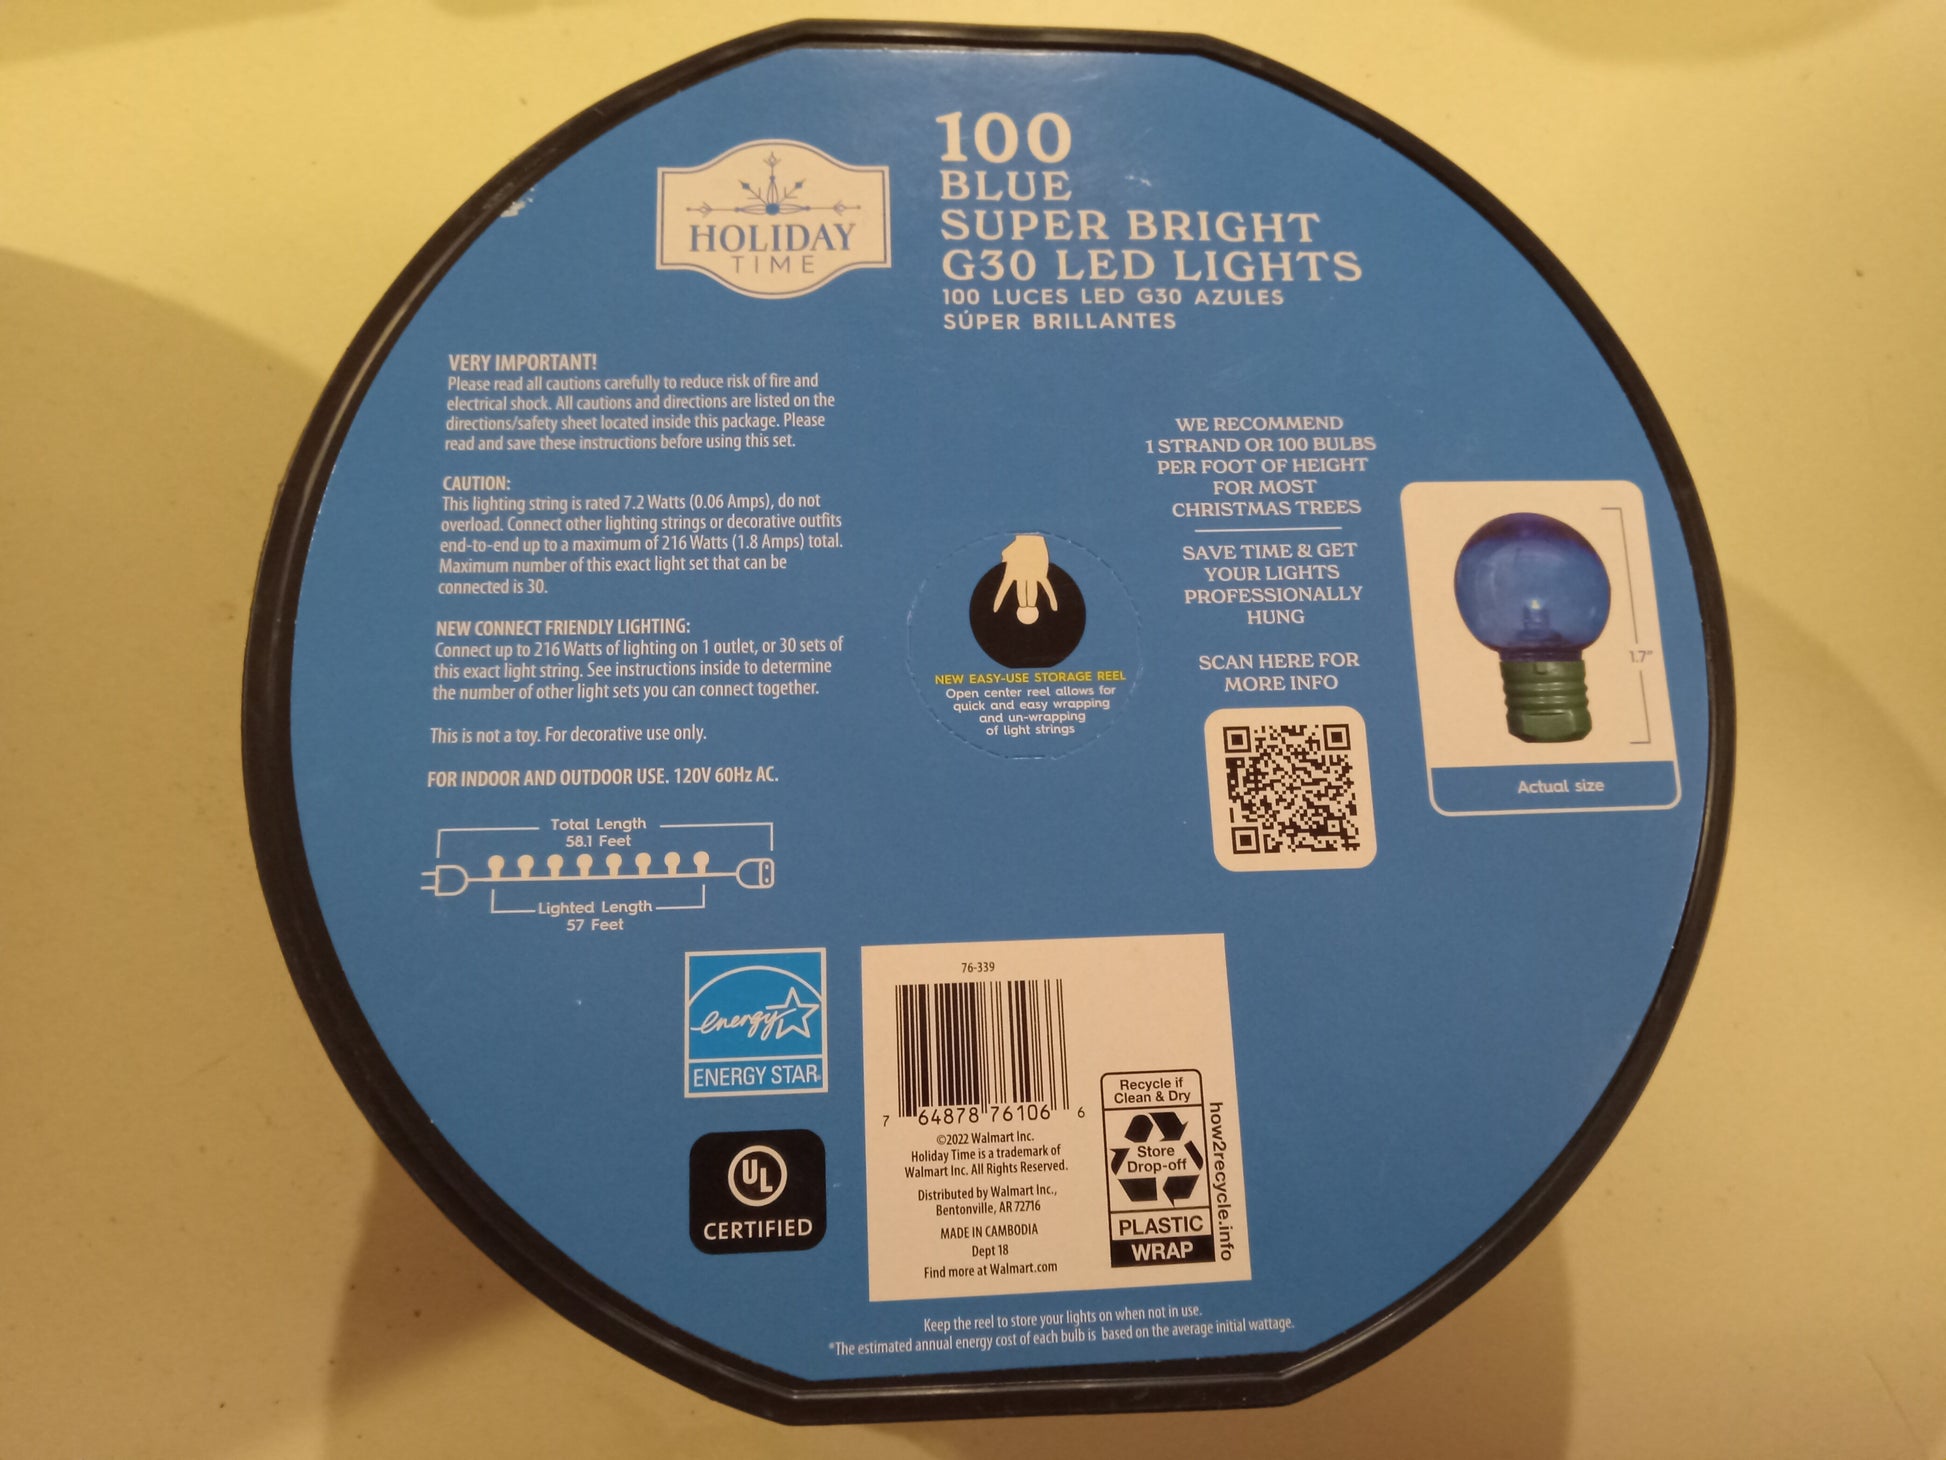 HOLIDAY
TIME
100
BLUE
SUPER BRIGHT
G30 LED LIGHTS
100 LUCES LED G30 AZULES
SÚPER BRILLANTES
VERY IMPORTANT!
Please read all cautions carefully to reduce risk of fire and
electrical shock. All cautions and directions are listed on the
directions/safety sheet located inside this package. Please
read and save these instructions before using this set.
CAUTION:
This lighting string is rated 7.2 Watts (0.06 Amps), do not
overload. Connect other lighting strings or decorative outfits
end-to-end up to a maximum of 216 Watts (1.8 Amps) total.
Maximum number of this exact light set that can be
connected is 30.
NEW CONNECT FRIENDLY LIGHTING:
Connect up to 216 Watts of lighting on 1 outlet, or 30 sets of
this exact light string. See instructions inside to determine
the number of other light sets you can connect together.
This is not a toy. For decorative use only.
FOR INDOOR AND OUTDOOR USE. 120V 60Hz AC.
Total Length
58.1 Feet
Lighted Length
57 Feet
NEW EASY-USE STORAGE REEL
Open center reel allows for
quick and easy wrapping
and un-wrapping
of light strings
WE RECOMMEND
1 STRAND OR 100 BULBS
PER FOOT OF HEIGHT
FOR MOST
CHRISTMAS TREES
SAVE TIME & GET
YOUR LIGHTS
PROFESSIONALLY
HUNG
SCAN HERE FOR
MORE INFO
1.7"
Actual size
energy
ENERGY STAR
UL
CERTIFIED
76-339
7 64878 76106 6
©2022 Walmart Inc.
Holiday Time is a trademark of
Walmart Inc. All Rights Reserved.
Distributed by Walmart Inc.,
Bentonville, AR 72716
MADE IN CAMBODIA
Dept 18
Find more at Walmart.com
Recycle if
Clean & Dry
Store
Drop-off
PLASTIC
WRAP
how2recycle.info
Keep the reel to store your lights on when not in use.
*The estimated annual energy cost of each bulb is based on the average initial wattage.